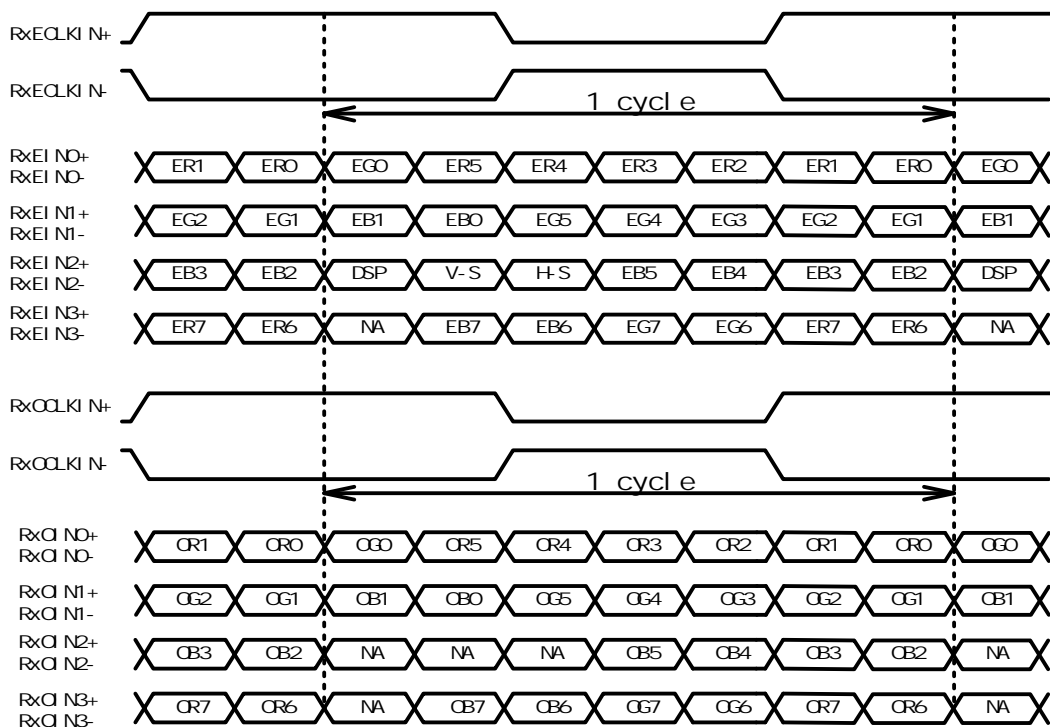 RxECLKIN+
RxECLKIN-
1 cycle
RxEIN0+
RxEIN0-
ER1 ER0 EG0 ER5 ER4 ER3 ER2 ER1 ER0 EG0
RxEIN1+
RxEIN1-
EG2 EG1 EB1 EB0 EG5 EG4 EG3 EG2 EG1 EB1
RxEIN2+
RxEIN2-
EB3 EB2 DSP V-S H-S EB5 EB4 EB3 EB2 DSP
RxEIN3+
RxEIN3-
ER7 ER6 NA EB7 EB6 EG7 EG6 ER7 ER6 NA
RxOCLKIN+
RxOCLKIN-
1 cycle
RxOIN0+
RxOIN0-
OR1 OR0 OG0 OR5 OR4 OR3 OR2 OR1 OR0 OG0
RxOIN1+
RxOIN1-
OG2 OG1 OB1 OB0 OG5 OG4 OG3 OG2 OG1 OB1
RxOIN2+
RxOIN2-
OB3 OB2 NA NA NA OB5 OB4 OB3 OB2 NA
RxOIN3+
RxOIN3-
OR7 OR6 NA OB7 OB6 OG7 OG6 OR7 OR6 NA